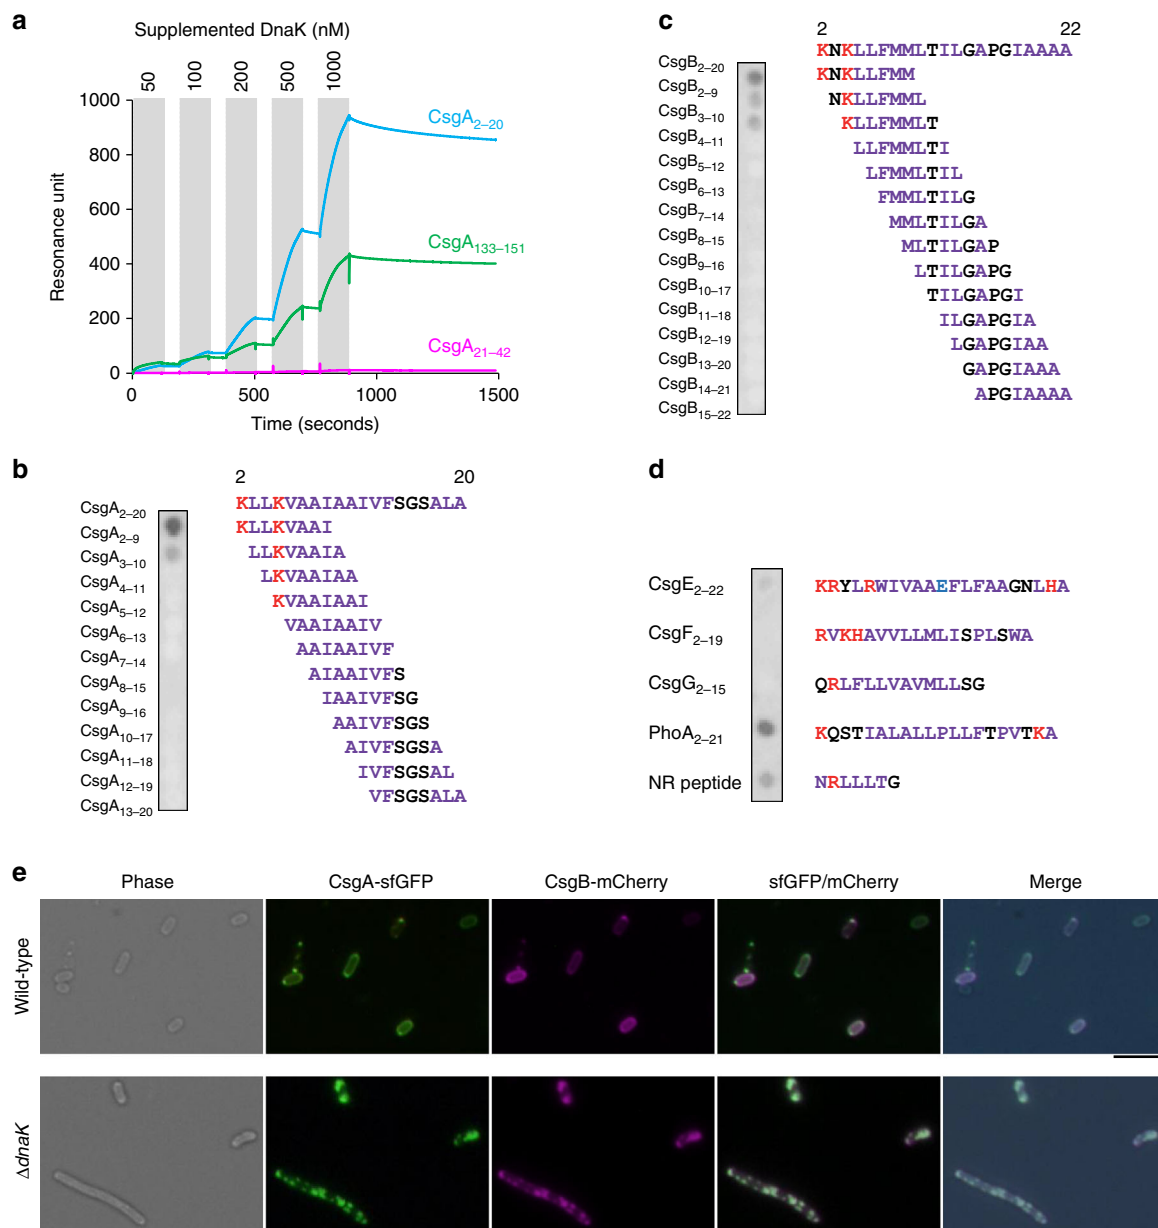 a
Supplemented DnaK (nM)
50 100 200 500 1000
1000
800
600
400
200
0
Resonance unit
CsgA2–20
CsgA133–151
CsgA21–42
0 500 1000 1500
Time (seconds)
b
2 20
CsgA2–20 KLLKVAAIAAIVFSGSALA
CsgA2–9 KLLKVAAI
CsgA3–10 LLKVAAIA
CsgA4–11 LKVAAIAA
CsgA5–12 KVAAIAAI
CsgA6–13 VAAIAAIV
CsgA7–14 AAIAAIVF
CsgA8–15 AIAAIVFS
CsgA9–16 IAAIVFSG
CsgA10–17 AAIVFSGS
CsgA11–18 AIVFSGSA
CsgA12–19 IVFSGSAL
CsgA13–20 VFSGSALA
c
2 22
CsgB2–20 KNKLLFMMLTILGAPGIAAAA
CsgB2–9 KNKLLFMM
CsgB3–10 NKLLFMML
CsgB4–11 KLLFMMLT
CsgB5–12 LLFMMLTI
CsgB6–13 LFMMLTIL
CsgB7–14 FMMLTILG
CsgB8–15 MMLTILGA
CsgB9–16 MLTILGAP
CsgB10–17 LTILGAPG
CsgB11–18 TILGAPGI
CsgB12–19 ILGAPGIA
CsgB13–20 LGAPGIAA
CsgB14–21 GAPGIAAA
CsgB15–22 APGIAAAA
d
CsgE2–22 KRYLRWIVAAEFLFAAGNLHA
CsgF2–19 RVKHAVVLLMLISPLSWA
CsgG2–15 QRLFLLVAVMLLSG
PhoA2–21 KQSTIALALLPLLFTPVTKA
NR peptide NRLLLTG
e
Phase CsgA-sfGFP CsgB-mCherry sfGFP/mCherry Merge
Wild-type
ΔdnaK